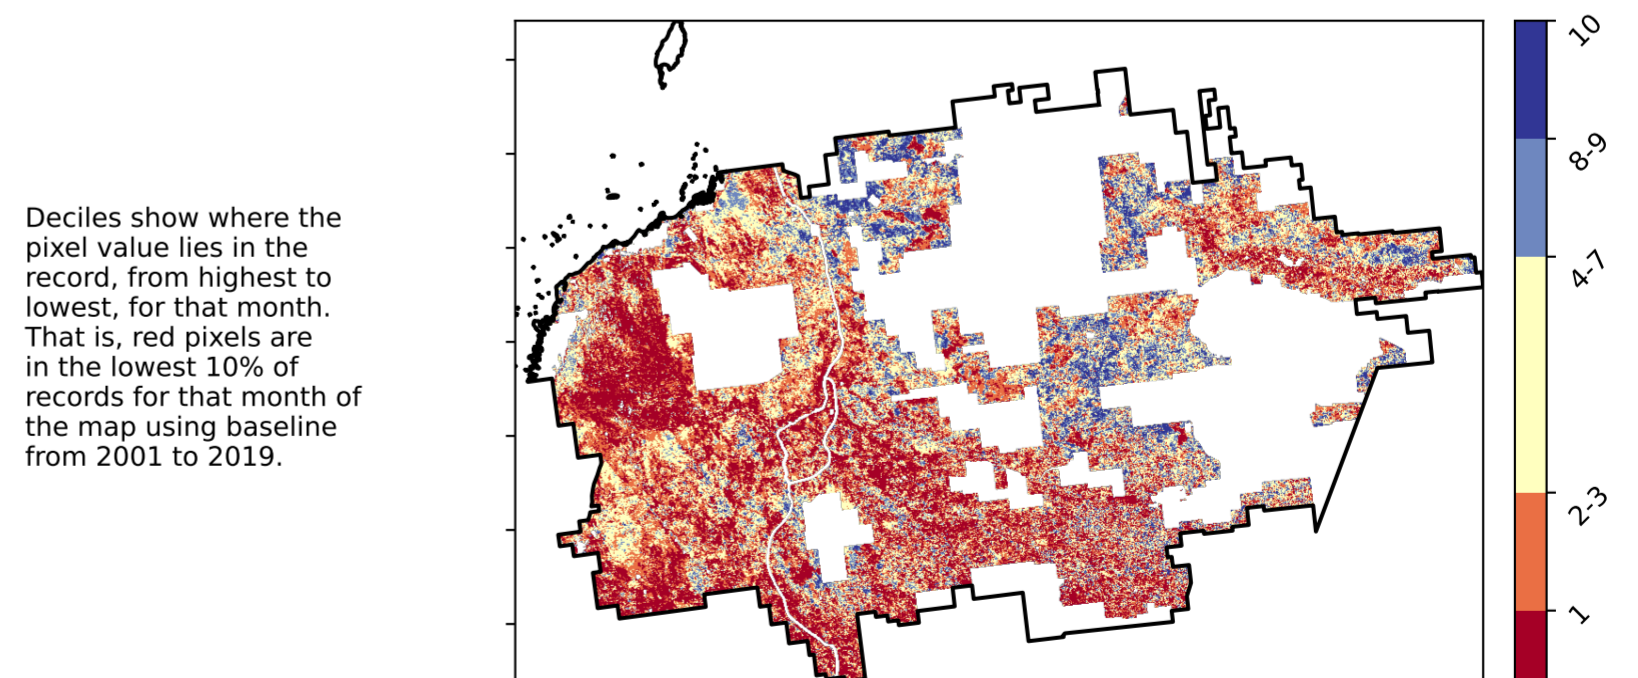 Deciles show where the
pixel value lies in the
record, from highest to
lowest, for that month.
That is, red pixels are
in the lowest 10% of
records for that month of
the map using baseline
from 2001 to 2019.
10
8-9
4-7
2-3
1